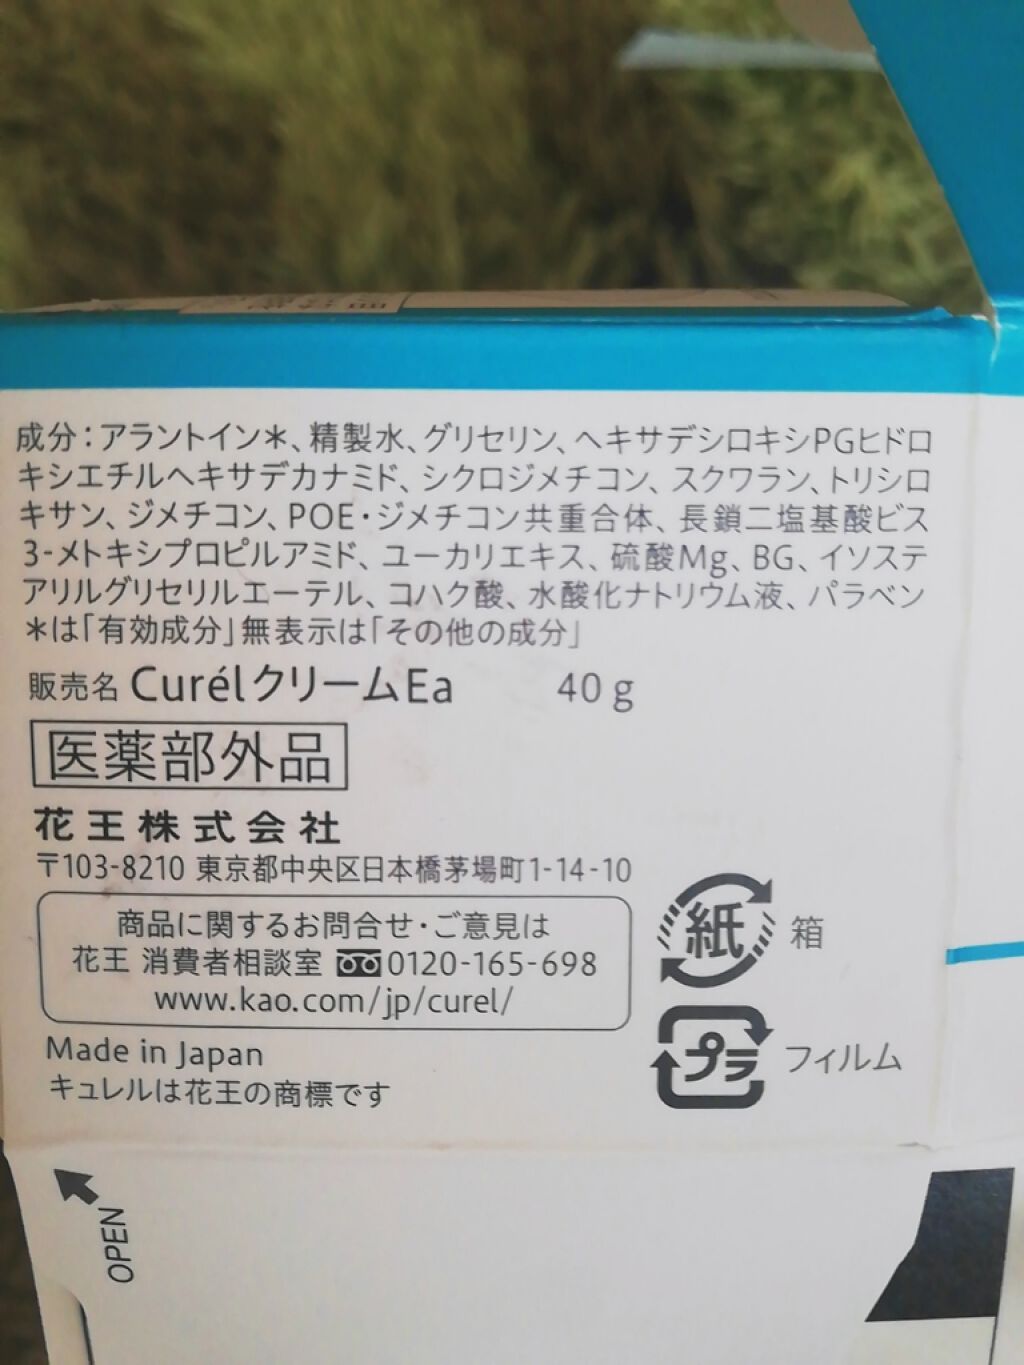 成分：アラントイン＊、精製水、グリセリン、ヘキサデシロキシPGヒドロ
キシエチルヘキサデカナミド、シクロジメチコン、スクワラン、トリシロ
キサン、ジメチコン、POE・ジメチコン共重合体、長鎖二塩基酸ビス
3-メトキシプロピルアミド、ユーカリエキス、硫酸Mg、BG、イソステ
アリルグリセリルエーテル、コハク酸、水酸化ナトリウム液、パラベン
＊は「有効成分」無表示は「その他の成分」
販売名 CurélクリームEa 40 g
医薬部外品
花王株式会社
〒103-8210 東京都中央区日本橋茅場町1-14-10
商品に関するお問合せ・ご意見は
花王 消費者相談室 0120-165-698
www.kao.com/jp/curel/
紙 箱
プラ フィルム
Made in Japan
キュレルは花王の商標です
OPEN